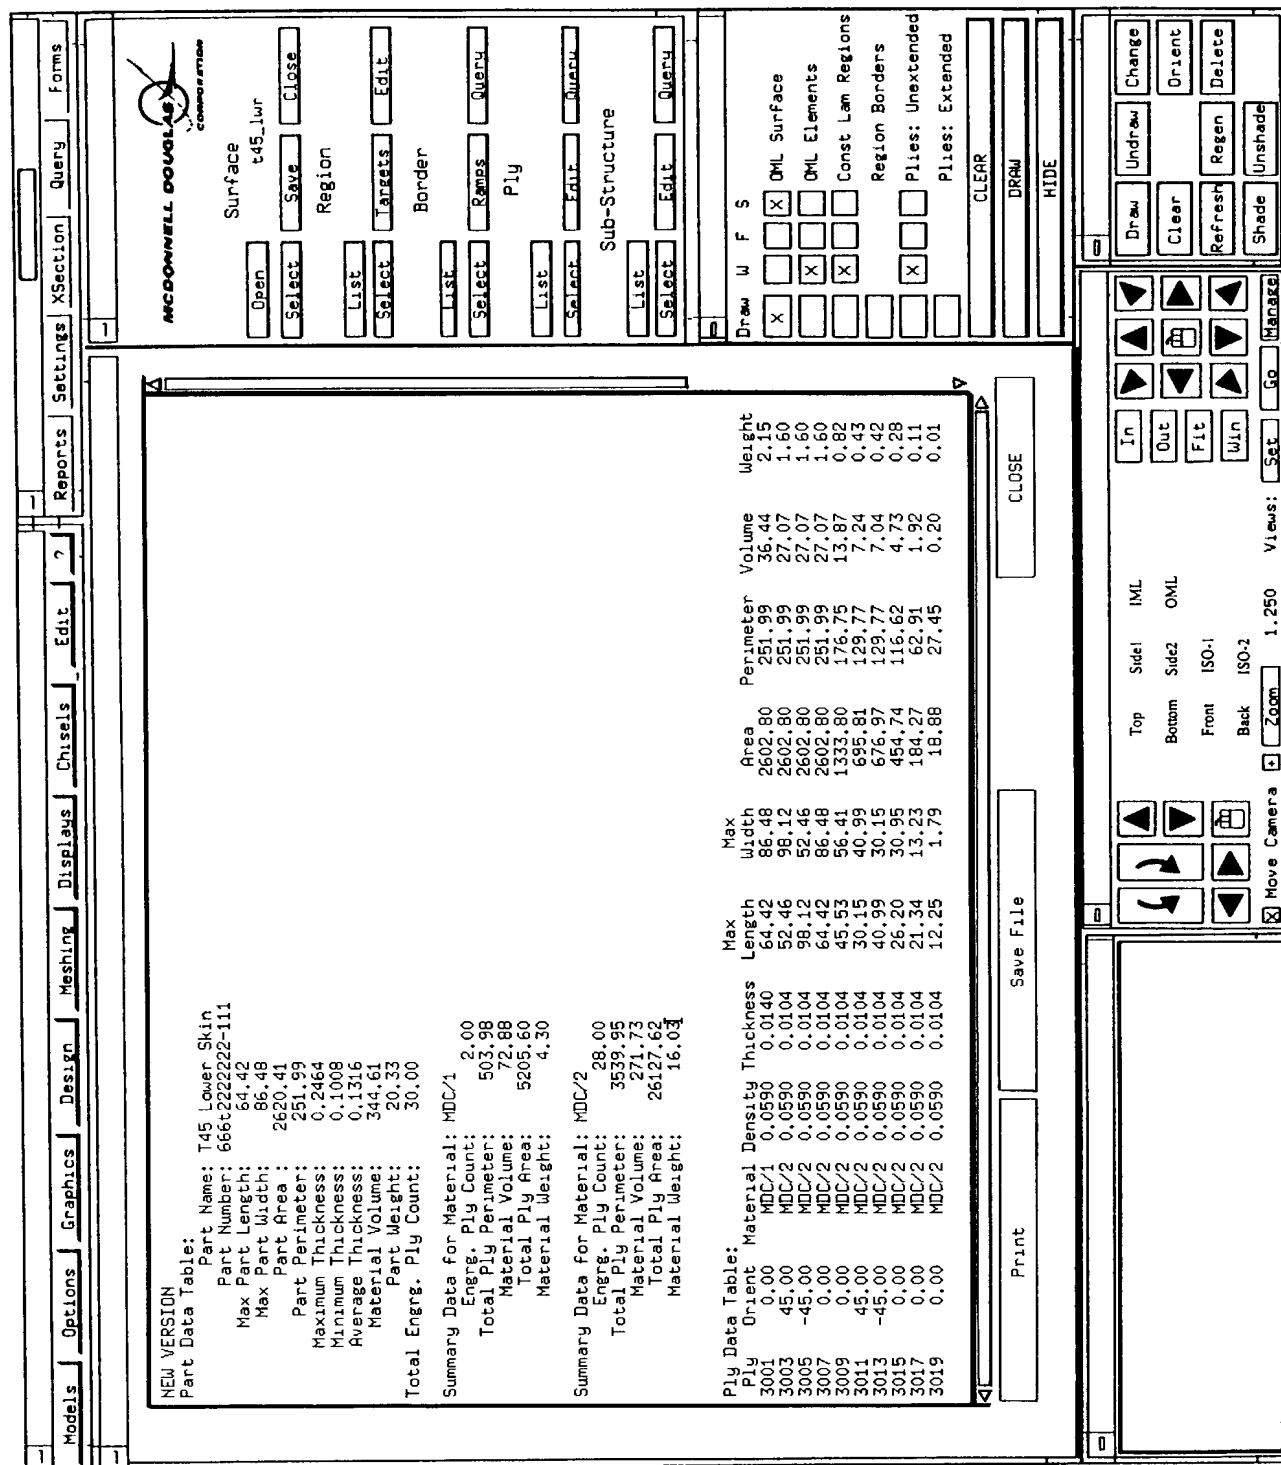 Models Options Graphics Design Meshing Displays Chisels Edit ?
Reports Settings XSection Query Forms
NEW VERSION
Part Data Table:
Part Name: T45 Lower Skin
Part Number: 666t2222222-111
Max Part Length: 64.42
Max Part Width: 86.48
Part Area : 2620.41
Part Perimeter: 251.99
Maximum Thickness: 0.2464
Minimum Thickness: 0.1008
Average Thickness: 0.1316
Material Volume: 344.61
Part Weight: 20.33
Total Engrg. Ply Count: 30.00
Summary Data for Material: MDC/1
Engrg. Ply Count: 2.00
Total Ply Perimeter: 503.98
Material Volume: 72.88
Total Ply Area: 5205.60
Material Weight: 4.30
Summary Data for Material: MDC/2
Engrg. Ply Count: 28.00
Total Ply Perimeter: 3539.95
Material Volume: 271.73
Total Ply Area: 26127.62
Material Weight: 16.03
Ply Data Table:
Max Max
Ply Orient Material Density Thickness Length Width Area Perimeter Volume Weight
3001 0.00 MDC/1 0.0590 0.0140 64.42 86.48 2602.80 251.99 36.44 2.15
3003 45.00 MDC/2 0.0590 0.0104 52.46 98.12 2602.80 251.99 27.07 1.60
3005 -45.00 MDC/2 0.0590 0.0104 98.12 52.46 2602.80 251.99 27.07 1.60
3007 0.00 MDC/2 0.0590 0.0104 64.42 86.48 2602.80 251.99 27.07 1.60
3009 0.00 MDC/2 0.0590 0.0104 45.53 56.41 1333.80 176.75 13.87 0.82
3011 45.00 MDC/2 0.0590 0.0104 30.15 40.99 695.81 129.77 7.24 0.43
3013 -45.00 MDC/2 0.0590 0.0104 40.99 30.15 676.97 129.77 7.04 0.42
3015 0.00 MDC/2 0.0590 0.0104 26.20 30.95 454.74 116.62 4.73 0.28
3017 0.00 MDC/2 0.0590 0.0104 21.34 13.23 184.27 62.91 1.92 0.11
3019 0.00 MDC/2 0.0590 0.0104 12.25 1.79 18.88 27.45 0.20 0.01
Print Save File CLOSE
MCDONNELL DOUGLAS
CORPORATION
Surface
Open t45_lwr
Select Save Close
Region
List
Select Targets Edit
Border
List
Select Ramps Query
Ply
List
Select Edit Query
Sub-Structure
List
Select Edit Query
Draw W F S
X X OML Surface
X OML Elements
X Const Lam Regions
Region Borders
X Plies: Unextended
Plies: Extended
CLEAR
DRAW
HIDE
Top Side1 IML In
Bottom Side2 OML Out
Front ISO-1 Fit
Back ISO-2 Win
X Move Camera + Zoom 1.250 Views: Set Go Manage
Draw Undraw Change
Clear Orient
Refresh Regen Delete
Shade Unshade